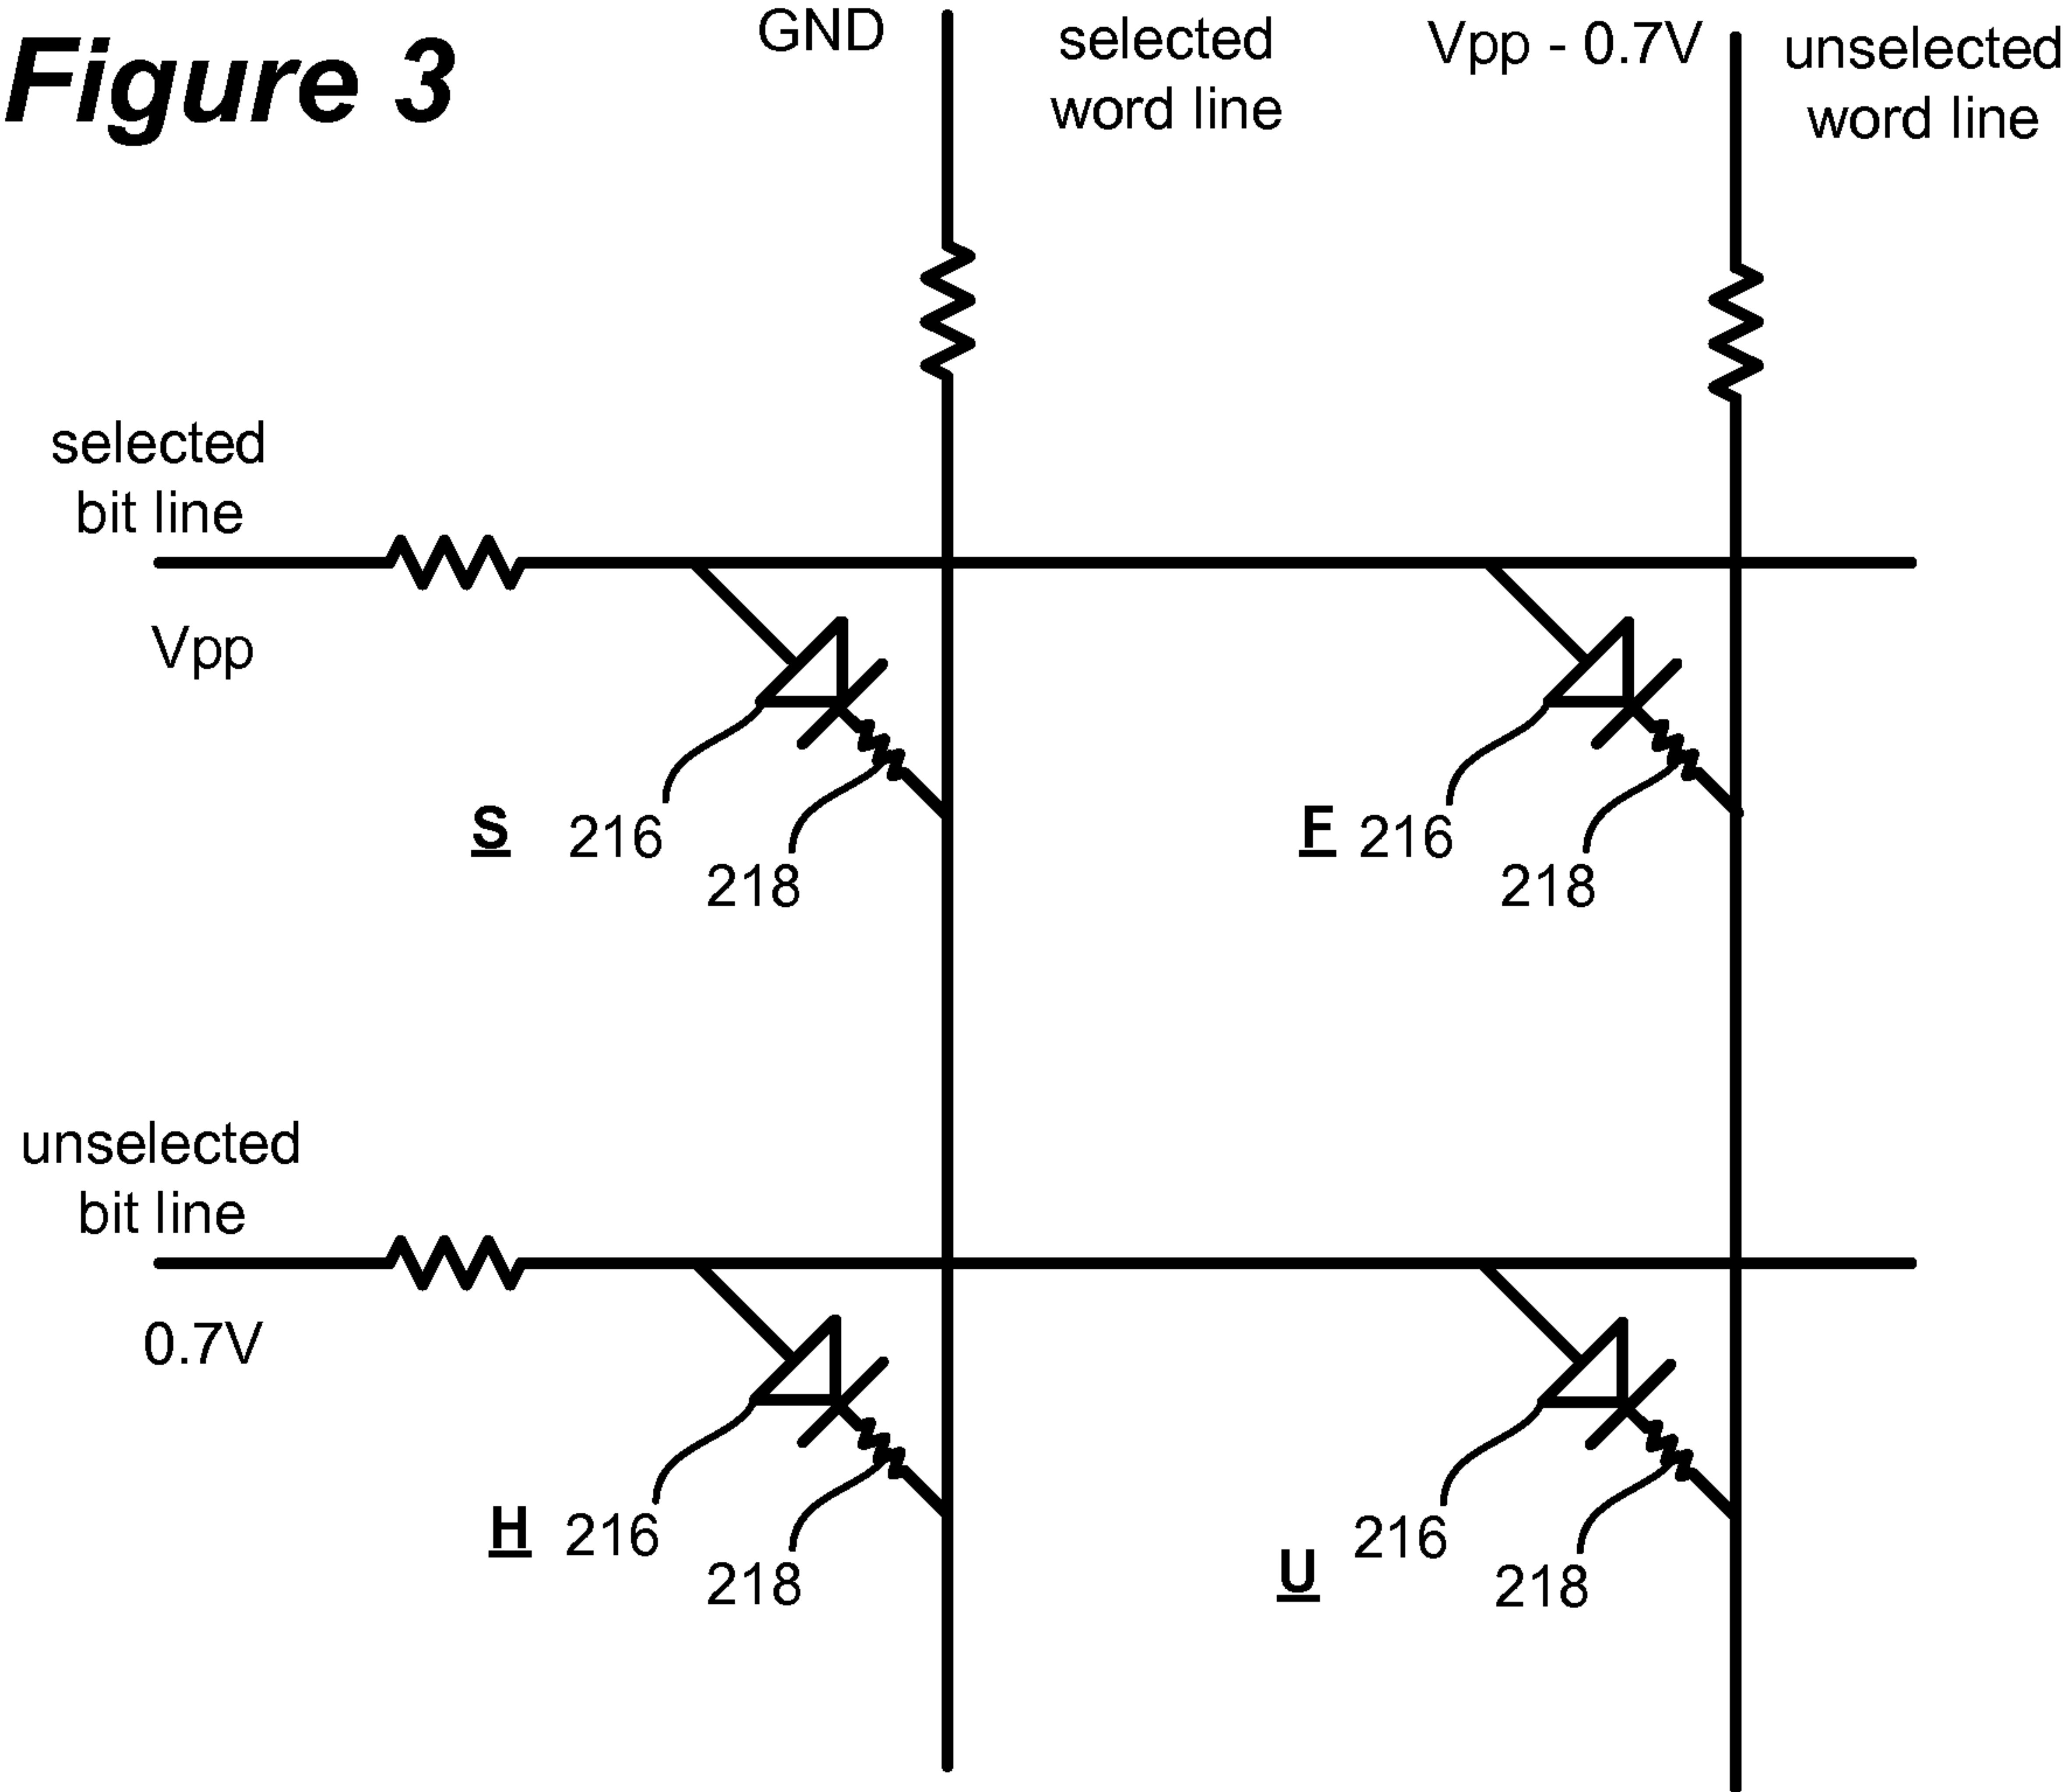 Figure 3
GND
selected
word line
Vpp - 0.7V
unselected
word line
selected
bit line
Vpp
S
216
218
F
216
218
unselected
bit line
0.7V
H
216
218
U
216
218